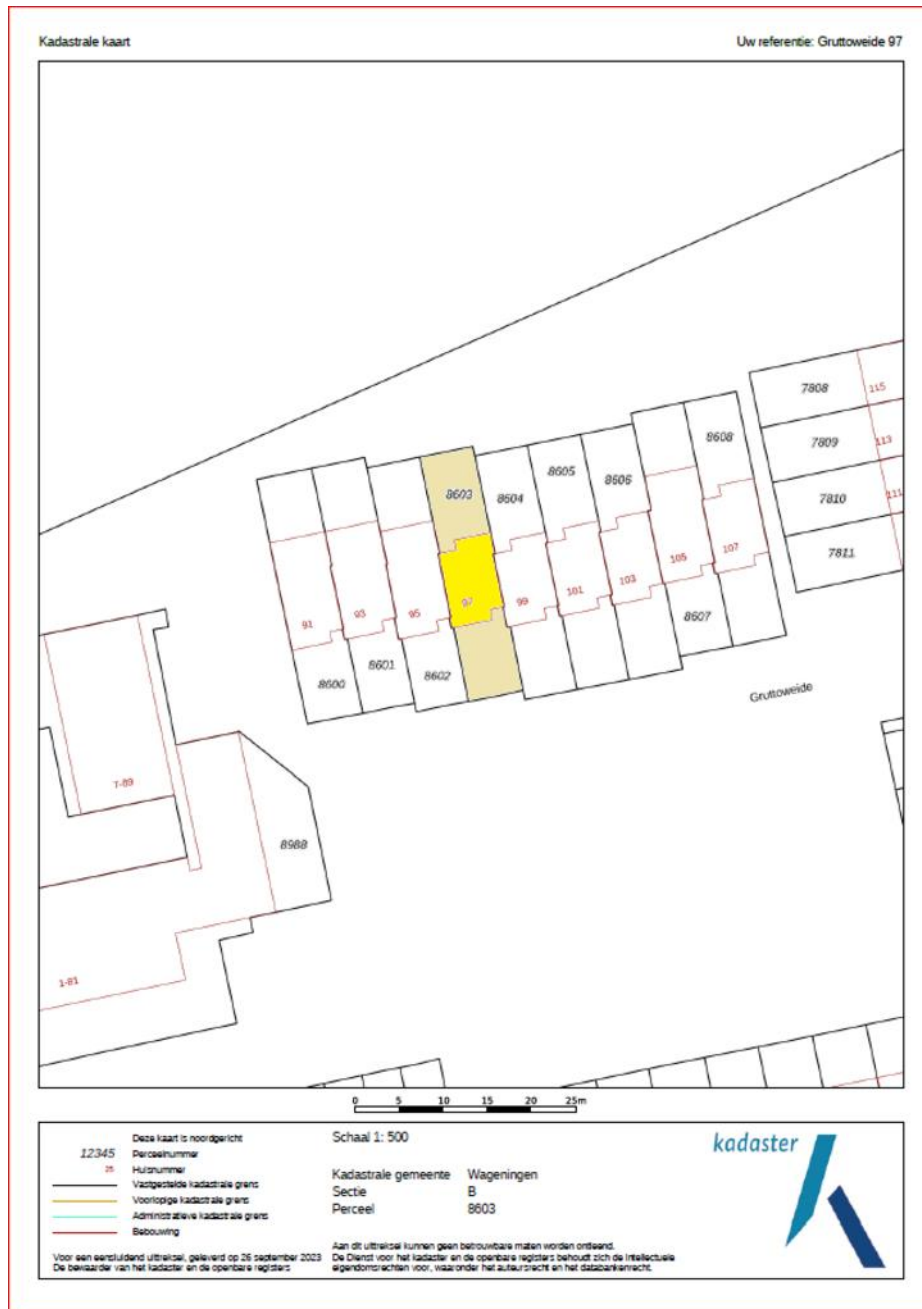 Kadastrale kaart
Uw referentie: Gruttoweide 97
7808
115
8608
7809
113
8605
8603
8604
8606
7810
111
7811
107
105
103
101
99
97
95
93
91
8607
8602
8601
8600
Gruttoweide
7-89
8988
1-81
0 5 10 15 20 25m
Deze kaart is noordgericht
12345 Perceelnummer
25 Huisnummer
Vastgestelde kadastrale grens
Voorlopige kadastrale grens
Administratieve kadastrale grens
Bebouwing
Voor een eensluidend uittreksel, geleverd op 26 september 2023
De bewaarder van het kadaster en de openbare registers
Schaal 1: 500
Kadastrale gemeente Wageningen
Sectie B
Perceel 8603
Aan dit uittreksel kunnen geen betrouwbare maten worden ontleend.
De Dienst voor het kadaster en de openbare registers behoudt zich de intellectuele
eigendomsrechten voor, waaronder het auteursrecht en het databankenrecht.
kadaster